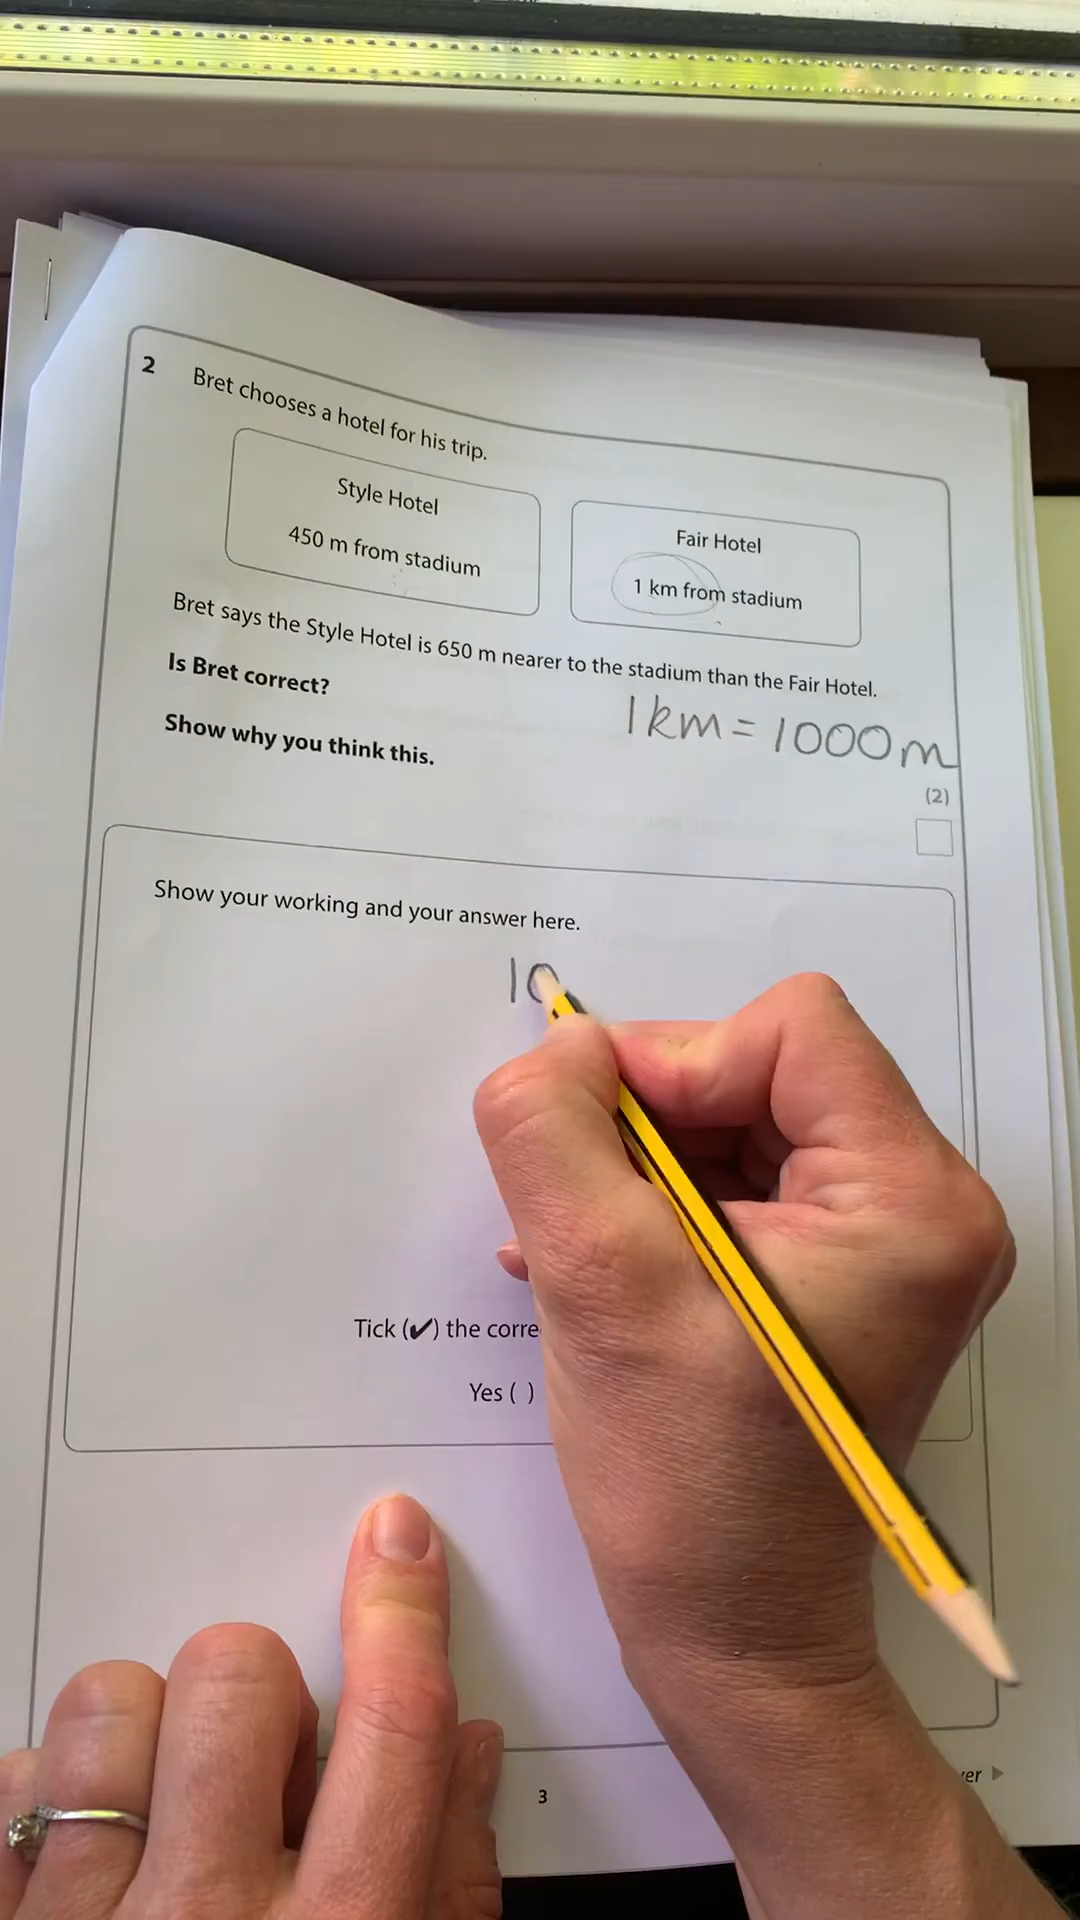 2 Bret chooses a hotel for his trip.
Style Hotel
450 m from stadium
Fair Hotel
1 km from stadium
Bret says the Style Hotel is 650 m nearer to the stadium than the Fair Hotel.
Is Bret correct?
Show why you think this.
1km = 1000m
(2)
Show your working and your answer here.
10
Tick (✔) the corre
Yes ( )
3